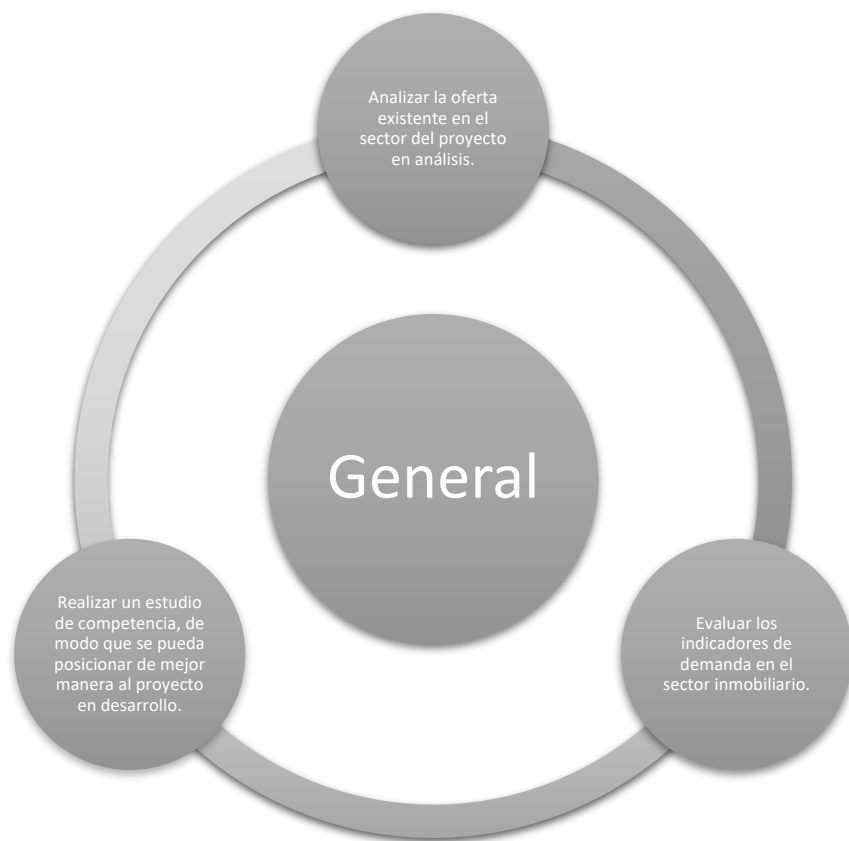 Analizar la oferta
existente en el
sector del proyecto
en análisis.
General
Realizar un estudio
de competencia, de
modo que se pueda
posicionar de mejor
manera al proyecto
en desarrollo.
Evaluar los
indicadores de
demanda en el
sector inmobiliario.